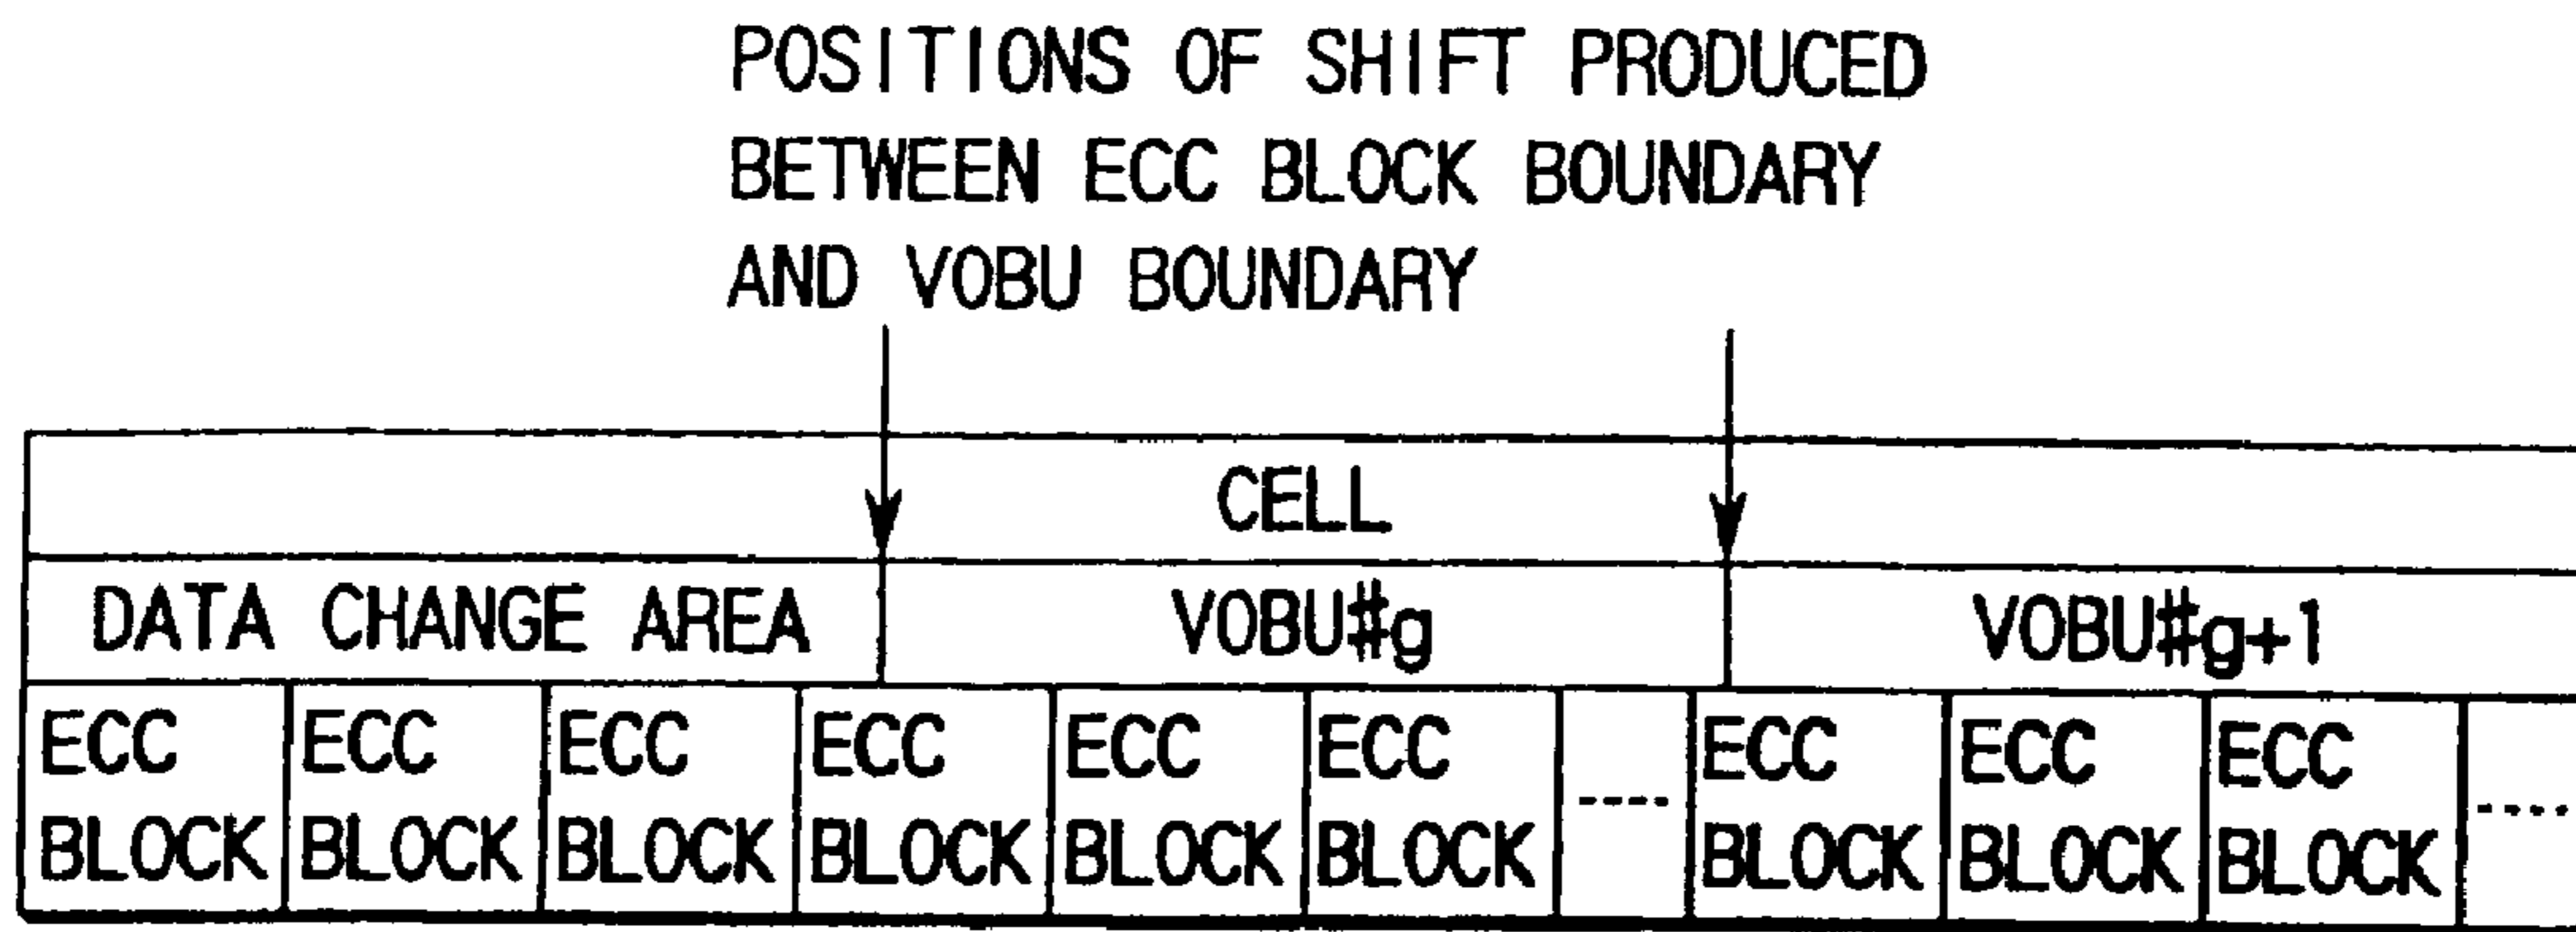 POSITIONS OF SHIFT PRODUCED
BETWEEN ECC BLOCK BOUNDARY
AND VOBU BOUNDARY
CELL
DATA CHANGE AREA VOBU#g VOBU#g+1
ECC ECC ECC ECC ECC ECC ---- ECC ECC ECC ----
BLOCK BLOCK BLOCK BLOCK BLOCK BLOCK BLOCK BLOCK BLOCK